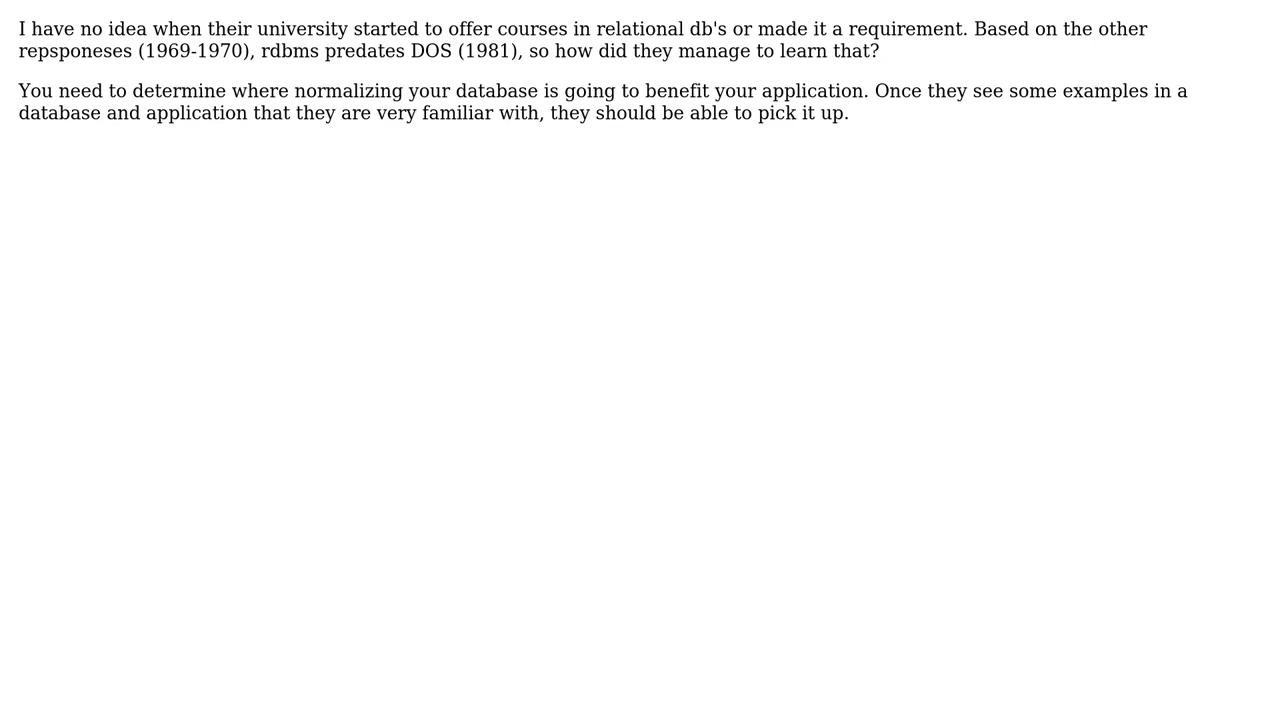 I have no idea when their university started to offer courses in relational db's or made it a requirement. Based on the other
repsponeses (1969-1970), rdbms predates DOS (1981), so how did they manage to learn that?
You need to determine where normalizing your database is going to benefit your application. Once they see some examples in a
database and application that they are very familiar with, they should be able to pick it up.